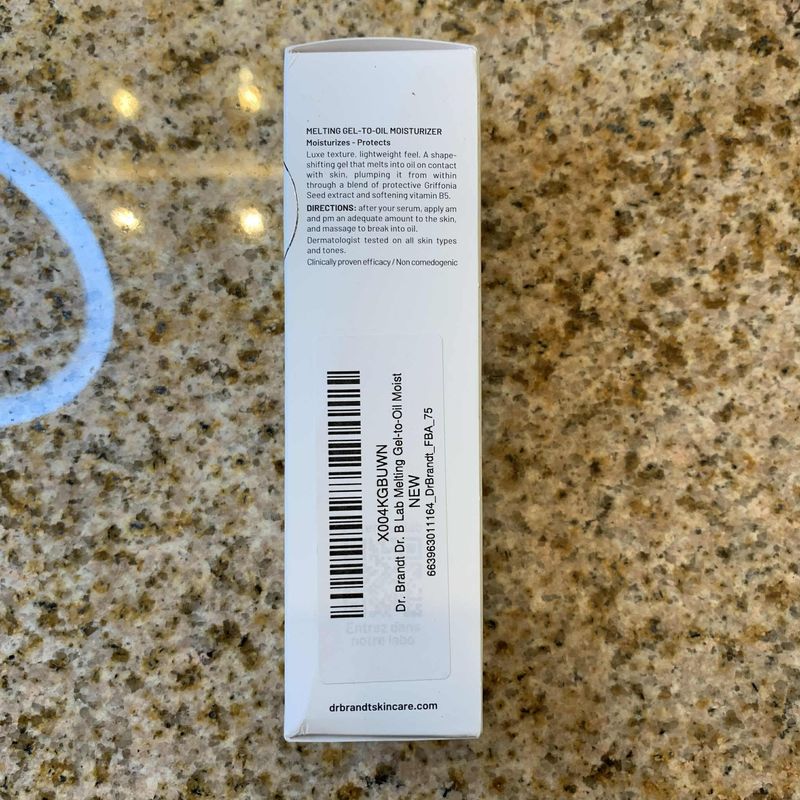 MELTING GEL-TO-OIL MOISTURIZER
Moisturizes - Protects
Luxe texture, lightweight feel. A shape-
shifting gel that melts into oil on contact
with skin, plumping it from within
through a blend of protective Griffonia
Seed extract and softening vitamin B5.
DIRECTIONS: after your serum, apply am
and pm an adequate amount to the skin,
and massage to break into oil.
Dermatologist tested on all skin types
and tones.
Clinically proven efficacy / Non comedogenic
X004KGBUWN
Dr. Brandt Dr. B Lab Melting Gel-to-Oil Moist
NEW
663963011164_DrBrandt_FBA_75
Entrez dans
notre labo
drbrandtskincare.com